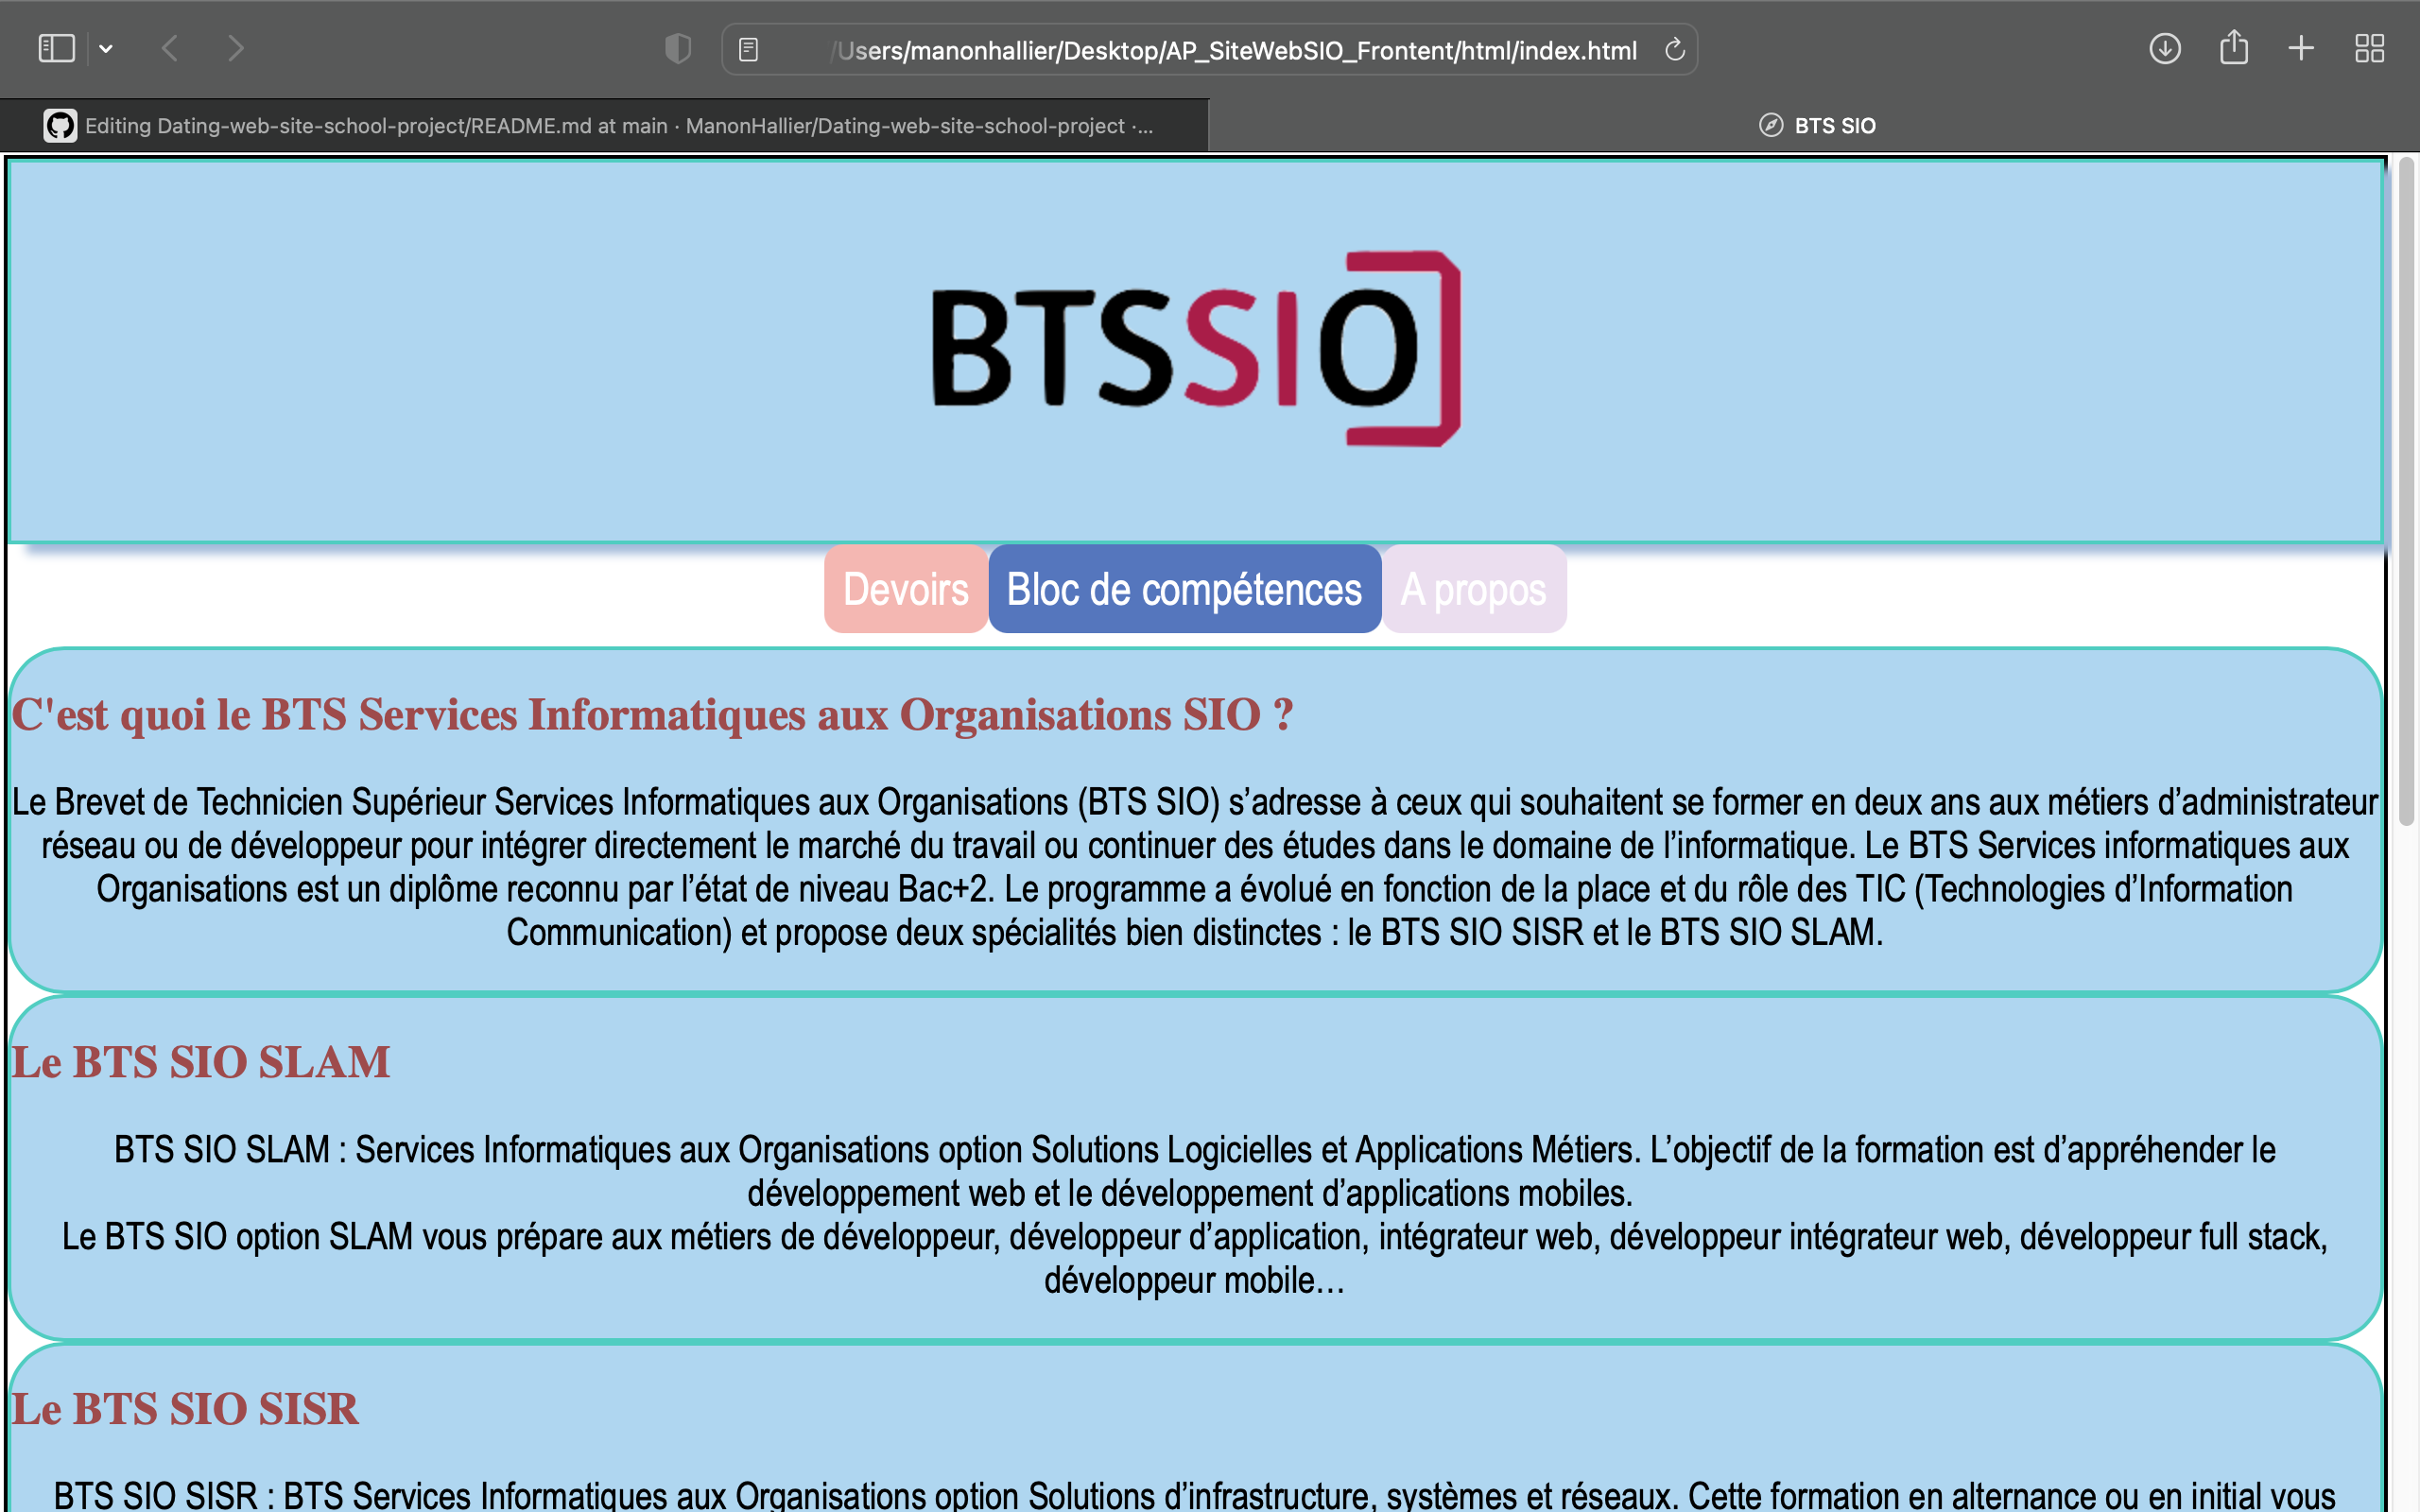 /Users/manonhallier/Desktop/AP_SiteWebSIO_Frontent/html/index.html
Editing Dating-web-site-school-project/README.md at main · ManonHallier/Dating-web-site-school-project ·...
BTS SIO
BTSSIO
Devoirs
Bloc de compétences
A propos
C'est quoi le BTS Services Informatiques aux Organisations SIO ?
Le Brevet de Technicien Supérieur Services Informatiques aux Organisations (BTS SIO) s’adresse à ceux qui souhaitent se former en deux ans aux métiers d’administrateur
réseau ou de développeur pour intégrer directement le marché du travail ou continuer des études dans le domaine de l’informatique. Le BTS Services informatiques aux
Organisations est un diplôme reconnu par l’état de niveau Bac+2. Le programme a évolué en fonction de la place et du rôle des TIC (Technologies d’Information
Communication) et propose deux spécialités bien distinctes : le BTS SIO SISR et le BTS SIO SLAM.
Le BTS SIO SLAM
BTS SIO SLAM : Services Informatiques aux Organisations option Solutions Logicielles et Applications Métiers. L’objectif de la formation est d’appréhender le
développement web et le développement d’applications mobiles.
Le BTS SIO option SLAM vous prépare aux métiers de développeur, développeur d’application, intégrateur web, développeur intégrateur web, développeur full stack,
développeur mobile…
Le BTS SIO SISR
BTS SIO SISR : BTS Services Informatiques aux Organisations option Solutions d’infrastructure, systèmes et réseaux. Cette formation en alternance ou en initial vous